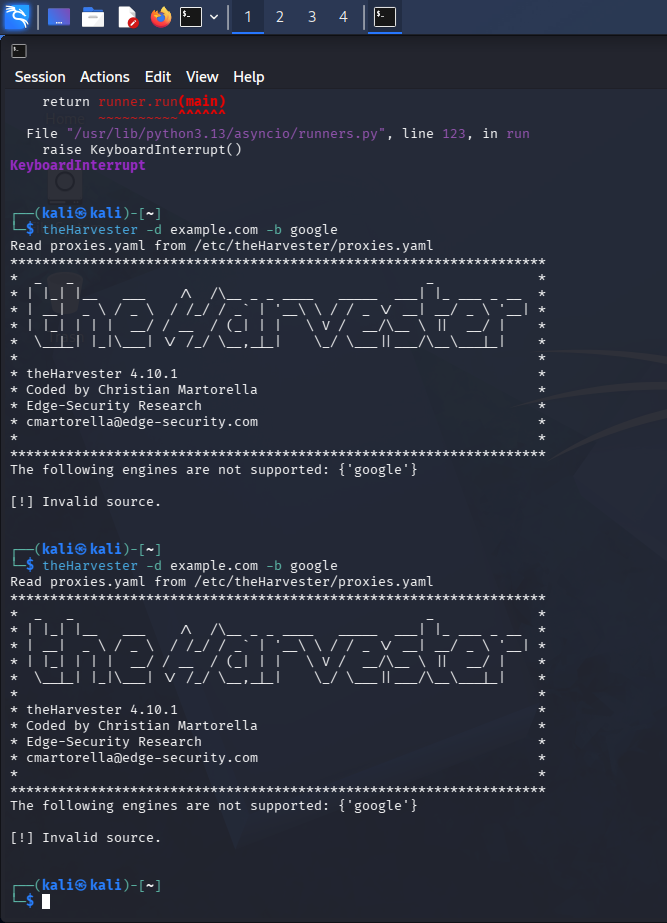 1 2 3 4
Session Actions Edit View Help
return runner.run(main)
~~~~~~~~~~^^^^^^
File "/usr/lib/python3.13/asyncio/runners.py", line 123, in run
raise KeyboardInterrupt()
KeyboardInterrupt
┌──(kali㉿kali)-[~]
└─$ theHarvester -d example.com -b google
Read proxies.yaml from /etc/theHarvester/proxies.yaml
*******************************************************************
* theHarvester 4.10.1 *
* Coded by Christian Martorella *
* Edge-Security Research *
* cmartorella@edge-security.com *
* *
*******************************************************************
The following engines are not supported: {'google'}
[!] Invalid source.
┌──(kali㉿kali)-[~]
└─$ theHarvester -d example.com -b google
Read proxies.yaml from /etc/theHarvester/proxies.yaml
*******************************************************************
* theHarvester 4.10.1 *
* Coded by Christian Martorella *
* Edge-Security Research *
* cmartorella@edge-security.com *
* *
*******************************************************************
The following engines are not supported: {'google'}
[!] Invalid source.
┌──(kali㉿kali)-[~]
└─$